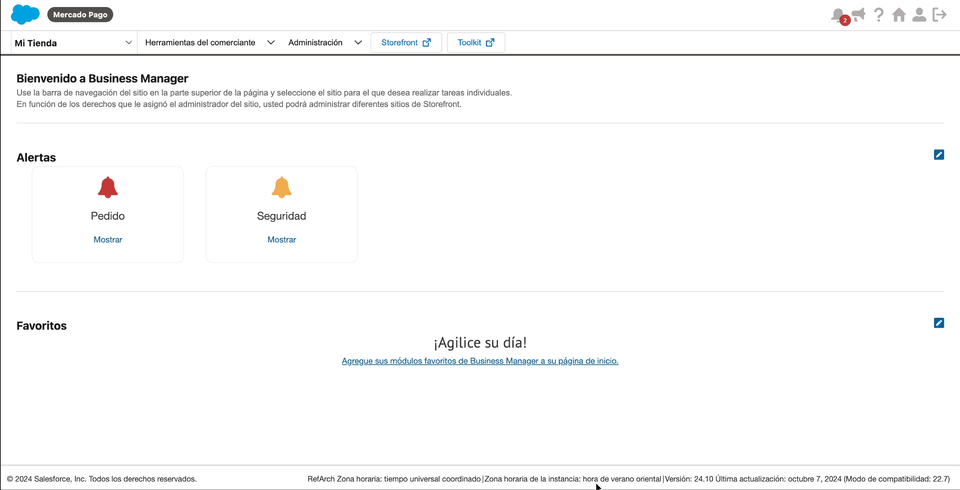 Mercado Pago
2
Mi Tienda
Herramientas del comerciante
Administración
Storefront
Toolkit
Bienvenido a Business Manager
Use la barra de navegación del sitio en la parte superior de la página y seleccione el sitio para el que desea realizar tareas individuales.
En función de los derechos que le asignó el administrador del sitio, usted podrá administrar diferentes sitios de Storefront.
Alertas
Pedido
Mostrar
Seguridad
Mostrar
Favoritos
¡Agilice su día!
Agregue sus módulos favoritos de Business Manager a su página de inicio.
© 2024 Salesforce, Inc. Todos los derechos reservados.
RefArch Zona horaria: tiempo universal coordinado|Zona horaria de la instancia: hora de verano oriental|Versión: 24.10 Última actualización: octubre 7, 2024 (Modo de compatibilidad: 22.7)